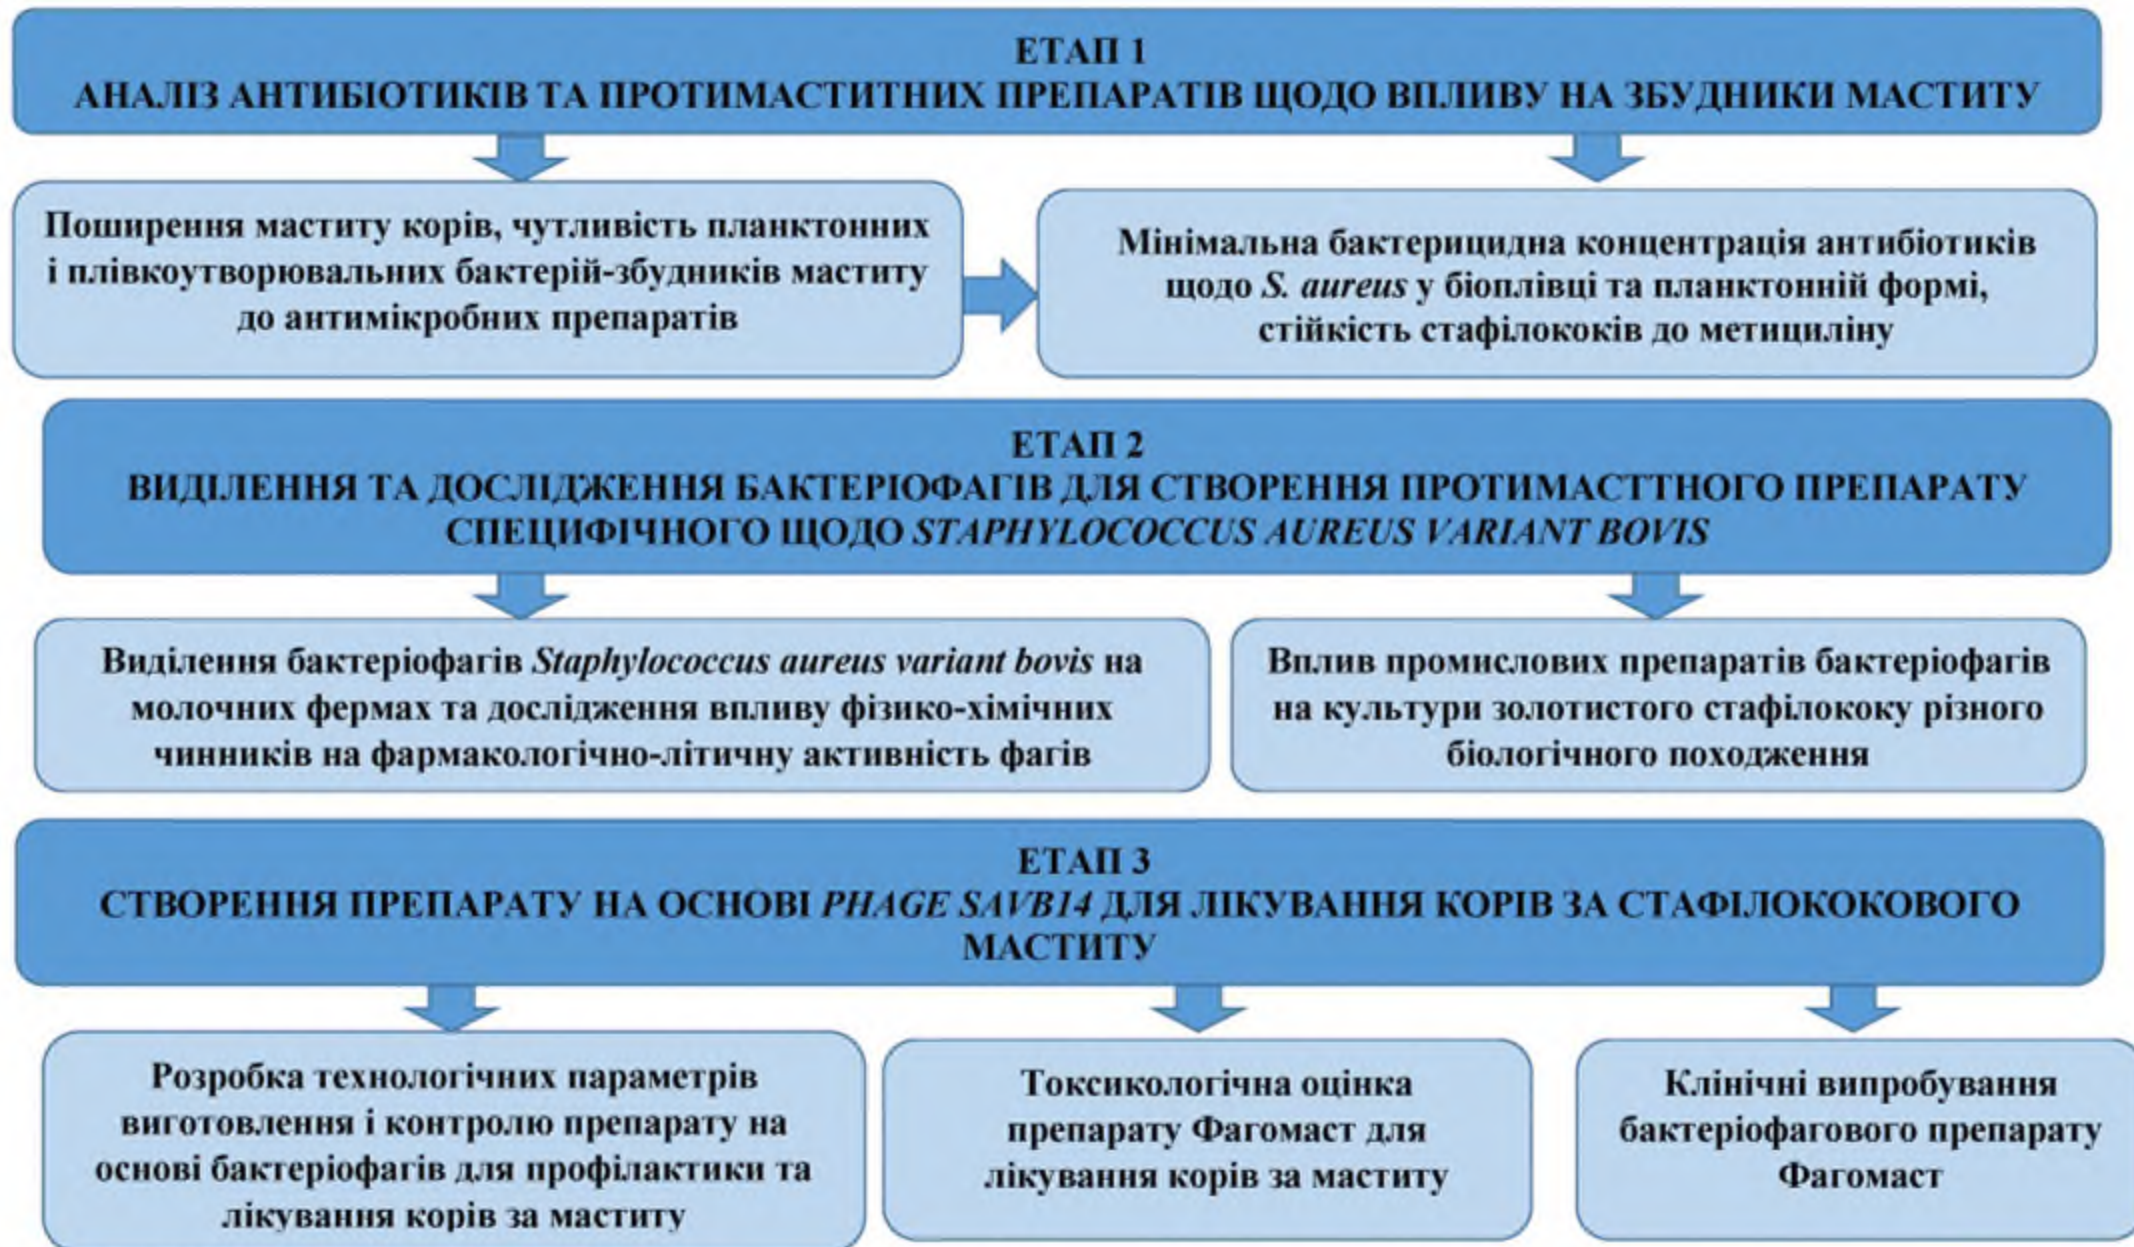 ЕТАП 1
АНАЛІЗ АНТИБІОТИКІВ ТА ПРОТИМАСТИТНИХ ПРЕПАРАТІВ ЩОДО ВПЛИВУ НА ЗБУДНИКИ МАСТИТУ
Поширення маститу корів, чутливість планктонних
і плівкоутворювальних бактерій-збудників маститу
до антимікробних препаратів
Мінімальна бактерицидна концентрація антибіотиків
щодо S. aureus у біоплівці та планктонній формі,
стійкість стафілококів до метициліну
ЕТАП 2
ВИДІЛЕННЯ ТА ДОСЛІДЖЕННЯ БАКТЕРІОФАГІВ ДЛЯ СТВОРЕННЯ ПРОТИМАСТТНОГО ПРЕПАРАТУ
СПЕЦИФІЧНОГО ЩОДО STAPHYLOCOCCUS AUREUS VARIANT BOVIS
Виділення бактеріофагів Staphylococcus aureus variant bovis на
молочних фермах та дослідження впливу фізико-хімічних
чинників на фармакологічно-літичну активність фагів
Вплив промислових препаратів бактеріофагів
на культури золотистого стафілококу різного
біологічного походження
ЕТАП 3
СТВОРЕННЯ ПРЕПАРАТУ НА ОСНОВІ PHAGE SAVB14 ДЛЯ ЛІКУВАННЯ КОРІВ ЗА СТАФІЛОКОКОВОГО
МАСТИТУ
Розробка технологічних параметрів
виготовлення і контролю препарату на
основі бактеріофагів для профілактики та
лікування корів за маститу
Токсикологічна оцінка
препарату Фагомаст для
лікування корів за маститу
Клінічні випробування
бактеріофагового препарату
Фагомаст